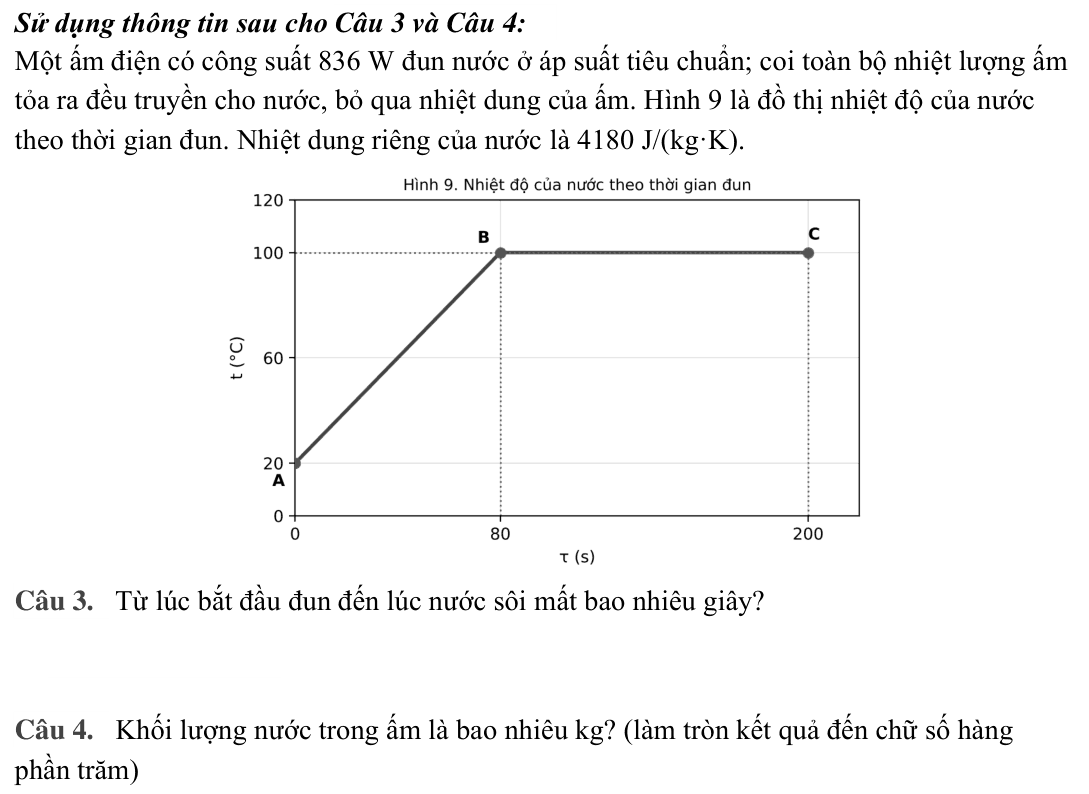 Sử dụng thông tin sau cho Câu 3 và Câu 4:
Một ấm điện có công suất 836 W đun nước ở áp suất tiêu chuẩn; coi toàn bộ nhiệt lượng ấm
tỏa ra đều truyền cho nước, bỏ qua nhiệt dung của ấm. Hình 9 là đồ thị nhiệt độ của nước
theo thời gian đun. Nhiệt dung riêng của nước là 4180 J/(kg·K).
Hình 9. Nhiệt độ của nước theo thời gian đun
120
B
C
100
t (°C)
60
20
A
0
0
80
200
τ (s)
Câu 3. Từ lúc bắt đầu đun đến lúc nước sôi mất bao nhiêu giây?
Câu 4. Khối lượng nước trong ấm là bao nhiêu kg? (làm tròn kết quả đến chữ số hàng
phần trăm)